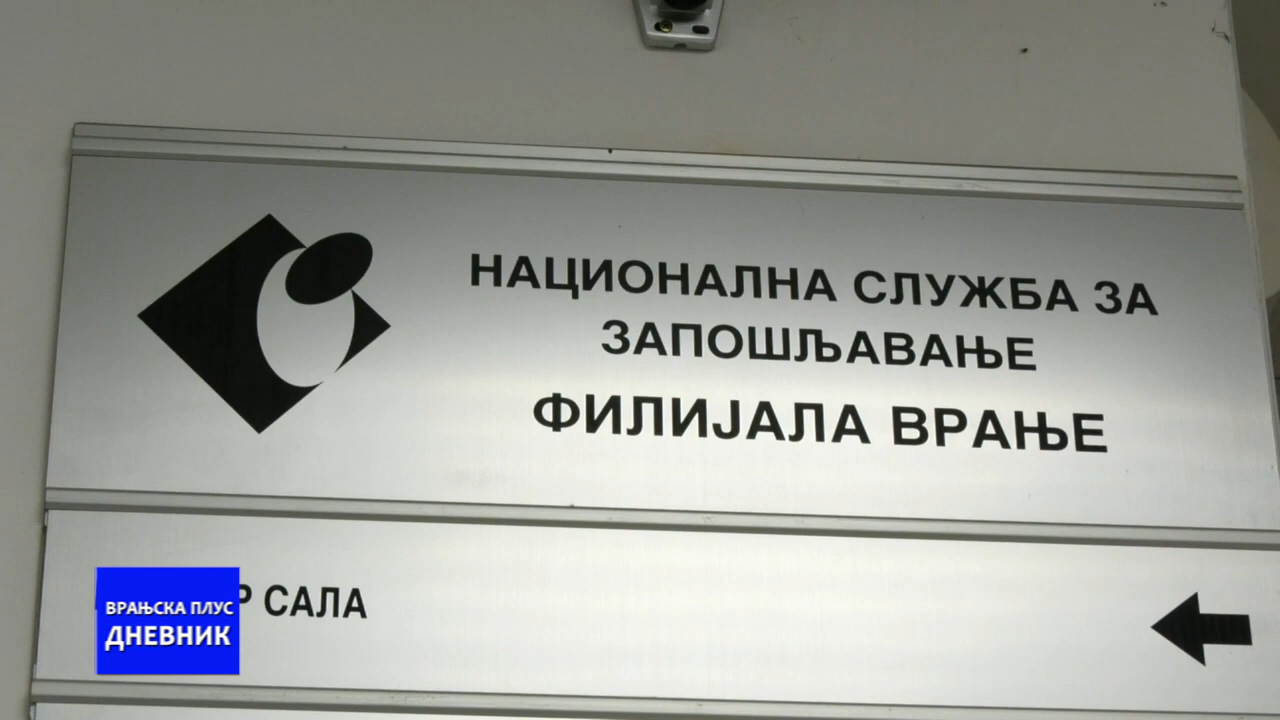 НАЦИОНАЛНА СЛУЖБА ЗА
ЗАПОШЉАВАЊЕ
ФИЛИЈАЛА ВРАЊЕ
САЛА
ВРАЊСКА ПЛУС
ДНЕВНИК